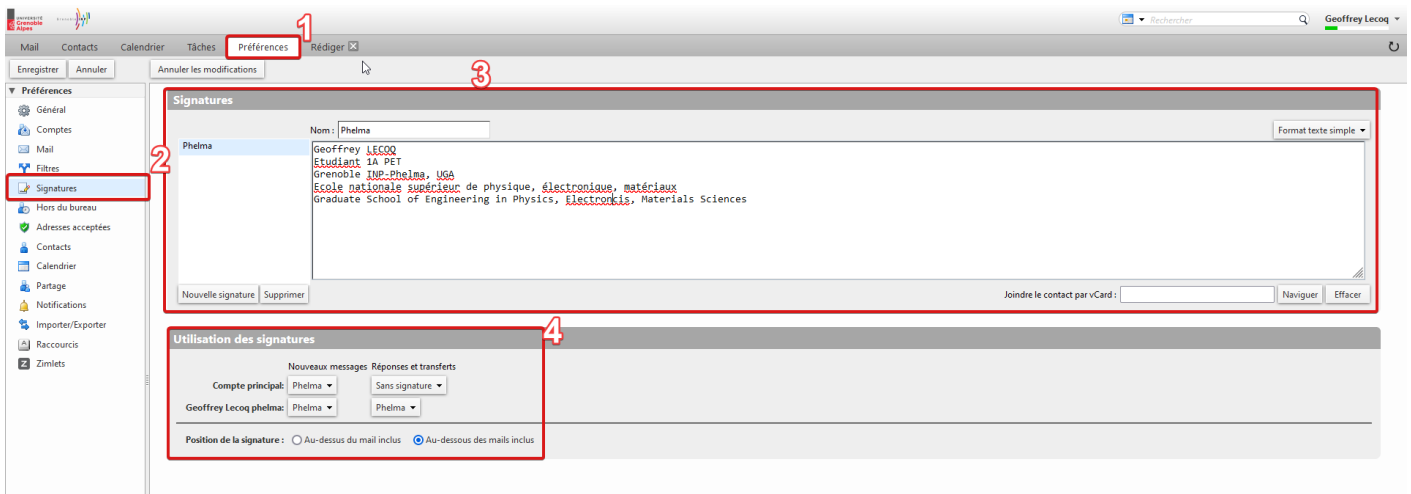 UNIVERSITÉ
Grenoble
Alpes
Rechercher
Geoffrey Lecoq
1
Mail Contacts Calendrier Tâches Préférences Rédiger
Enregistrer Annuler Annuler les modifications
3
Préférences
Général
Comptes
Mail
Filtres
Signatures
Hors du bureau
Adresses acceptées
Contacts
Calendrier
Partage
Notifications
Importer/Exporter
Raccourcis
Zimlets
2
Signatures
Nom : Phelma
Format texte simple
Phelma
Geoffrey LECOQ
Etudiant 1A PET
Grenoble INP-Phelma, UGA
Ecole nationale supérieur de physique, électronique, matériaux
Graduate School of Engineering in Physics, Electroncis, Materials Sciences
Nouvelle signature Supprimer
Joindre le contact par vCard : Naviguer Effacer
4
Utilisation des signatures
Nouveaux messages Réponses et transferts
Compte principal: Phelma Sans signature
Geoffrey Lecoq phelma: Phelma Phelma
Position de la signature : Au-dessus du mail inclus Au-dessous des mails inclus